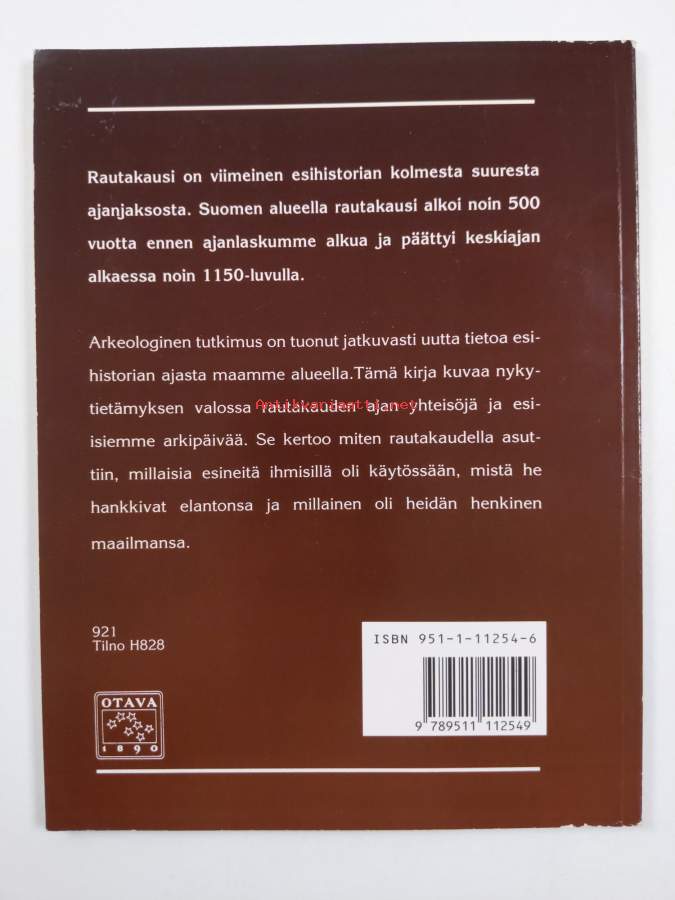 Rautakausi on viimeinen esihistorian kolmesta suuresta
ajanjaksosta. Suomen alueella rautakausi alkoi noin 500
vuotta ennen ajanlaskumme alkua ja päättyi keskiajan
alkaessa noin 1150-luvulla.
Arkeologinen tutkimus on tuonut jatkuvasti uutta tietoa esi-
historian ajasta maamme alueella.Tämä kirja kuvaa nyky-
tietämyksen valossa rautakauden ajan yhteisöjä ja esi-
Antikvariaatti.net
isiemme arkipäivää. Se kertoo miten rautakaudella asut-
tiin, millaisia esineitä ihmisillä oli käytössään, mistä he
hankkivat elantonsa ja millainen oli heidän henkinen
maailmansa.
921
Tilno H828
ISBN 951-1-11254-6
9 789511 112549
OTAVA
1890